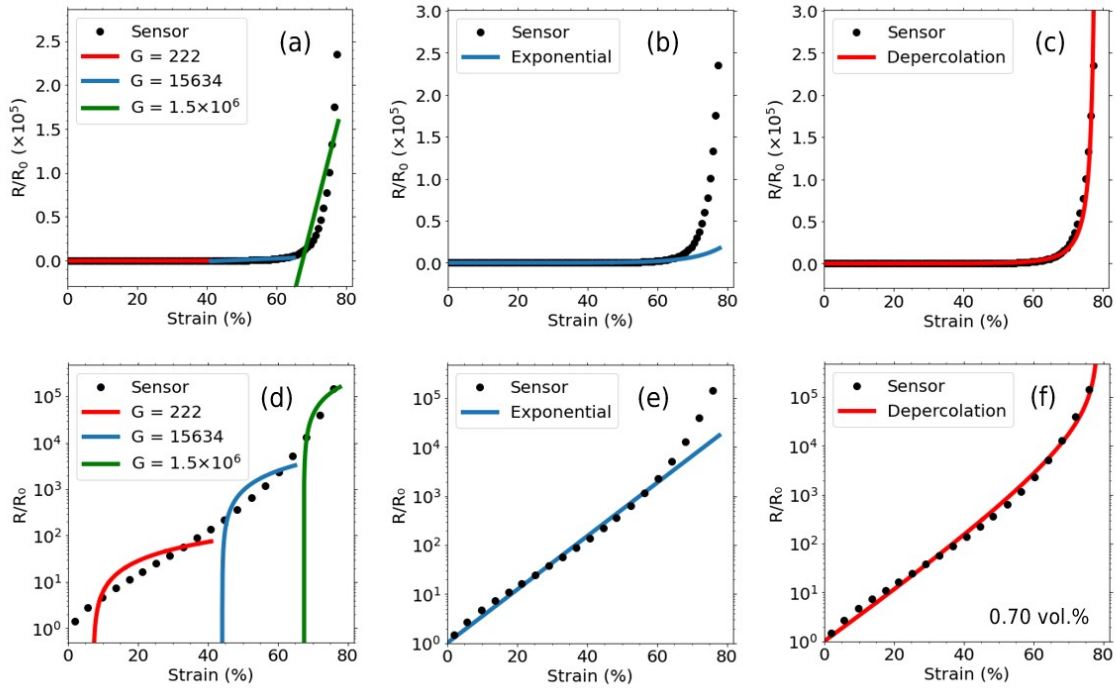 (a)
Sensor
G = 222
G = 15634
G = 1.5×10⁶
R/R₀ (×10⁵)
2.5
2.0
1.5
1.0
0.5
0.0
0 20 40 60 80
Strain (%)
(b)
Sensor
Exponential
R/R₀ (×10⁵)
3.0
2.5
2.0
1.5
1.0
0.5
0.0
0 20 40 60 80
Strain (%)
(c)
Sensor
Depercolation
R/R₀ (×10⁵)
3.0
2.5
2.0
1.5
1.0
0.5
0.0
0 20 40 60 80
Strain (%)
(d)
Sensor
G = 222
G = 15634
G = 1.5×10⁶
R/R₀
10⁵
10⁴
10³
10²
10¹
10⁰
0 20 40 60 80
Strain (%)
(e)
Sensor
Exponential
R/R₀
10⁵
10⁴
10³
10²
10¹
10⁰
0 20 40 60 80
Strain (%)
(f)
Sensor
Depercolation
R/R₀
10⁵
10⁴
10³
10²
10¹
10⁰
0.70 vol.%
0 20 40 60 80
Strain (%)